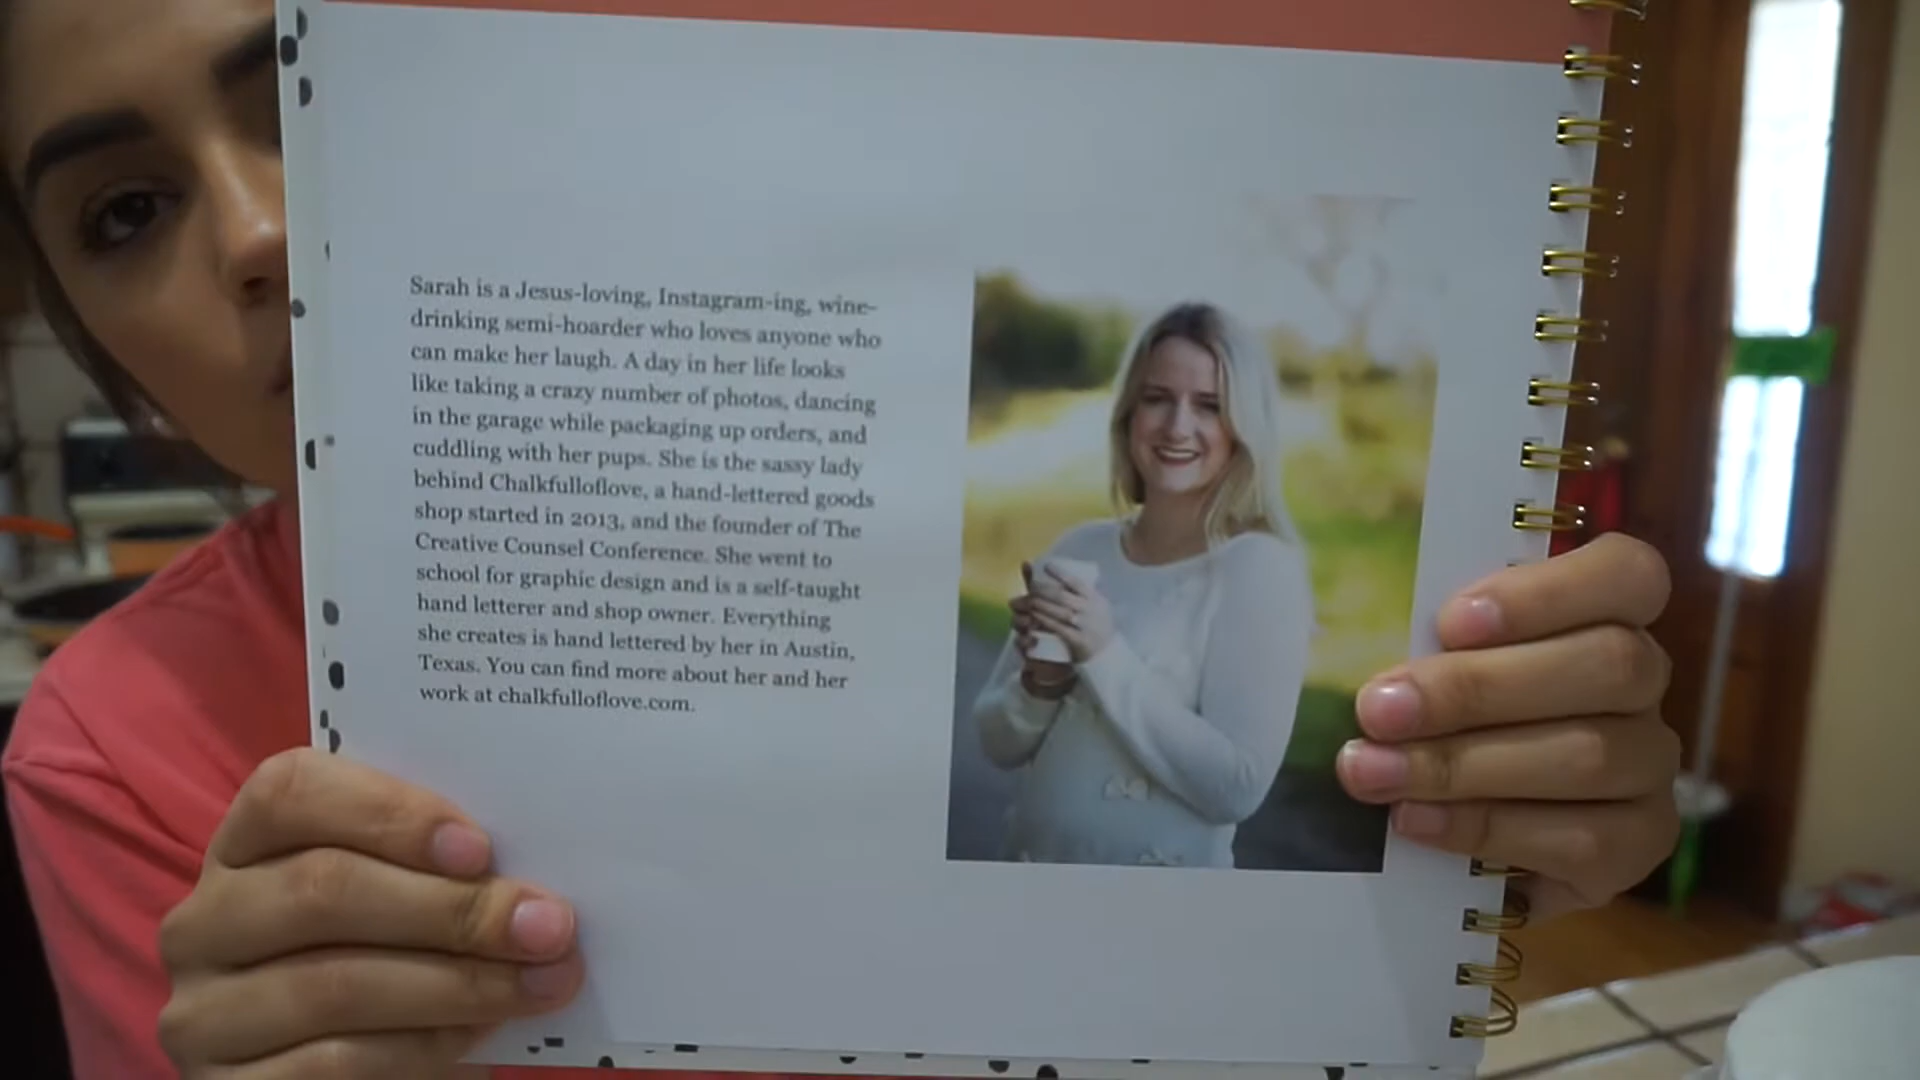 Sarah is a Jesus-loving, Instagram-ing, wine-
drinking semi-hoarder who loves anyone who
can make her laugh. A day in her life looks
like taking a crazy number of photos, dancing
in the garage while packaging up orders, and
cuddling with her pups. She is the sassy lady
behind Chalkfulloflove, a hand-lettered goods
shop started in 2013, and the founder of The
Creative Counsel Conference. She went to
school for graphic design and is a self-taught
hand letterer and shop owner. Everything
she creates is hand lettered by her in Austin,
Texas. You can find more about her and her
work at chalkfulloflove.com.